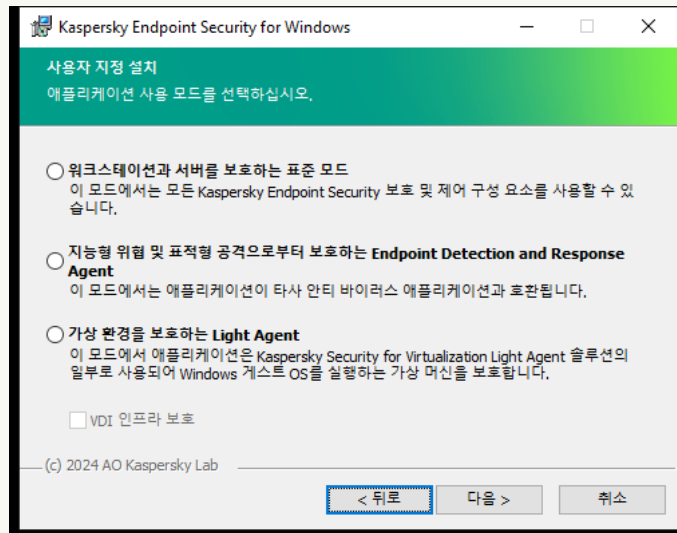 Kaspersky Endpoint Security for Windows
사용자 지정 설치
애플리케이션 사용 모드를 선택하십시오.
워크스테이션과 서버를 보호하는 표준 모드
이 모드에서는 모든 Kaspersky Endpoint Security 보호 및 제어 구성 요소를 사용할 수 있
습니다.
지능형 위협 및 표적형 공격으로부터 보호하는 Endpoint Detection and Response
Agent
이 모드에서는 애플리케이션이 타사 안티 바이러스 애플리케이션과 호환됩니다.
가상 환경을 보호하는 Light Agent
이 모드에서 애플리케이션은 Kaspersky Security for Virtualization Light Agent 솔루션의
일부로 사용되어 Windows 게스트 OS를 실행하는 가상 머신을 보호합니다.
VDI 인프라 보호
(c) 2024 AO Kaspersky Lab
< 뒤로 다음 > 취소